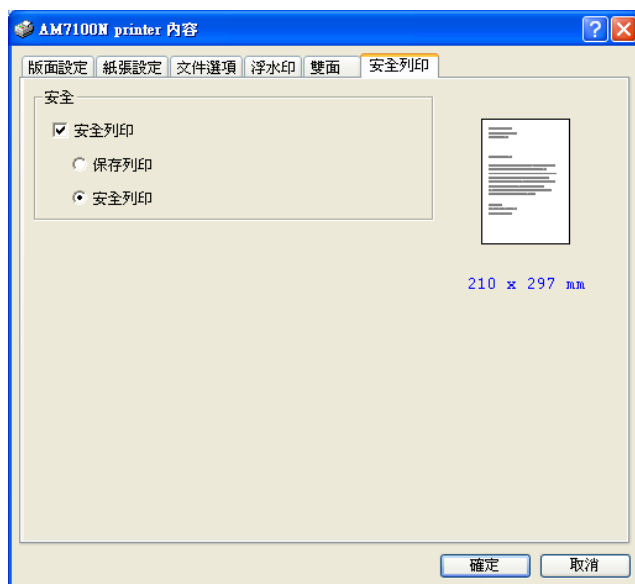 AM7100N printer 內容
版面設定 紙張設定 文件選項 浮水印 雙面 安全列印
安全
安全列印
保存列印
安全列印
210 x 297 mm
確定 取消